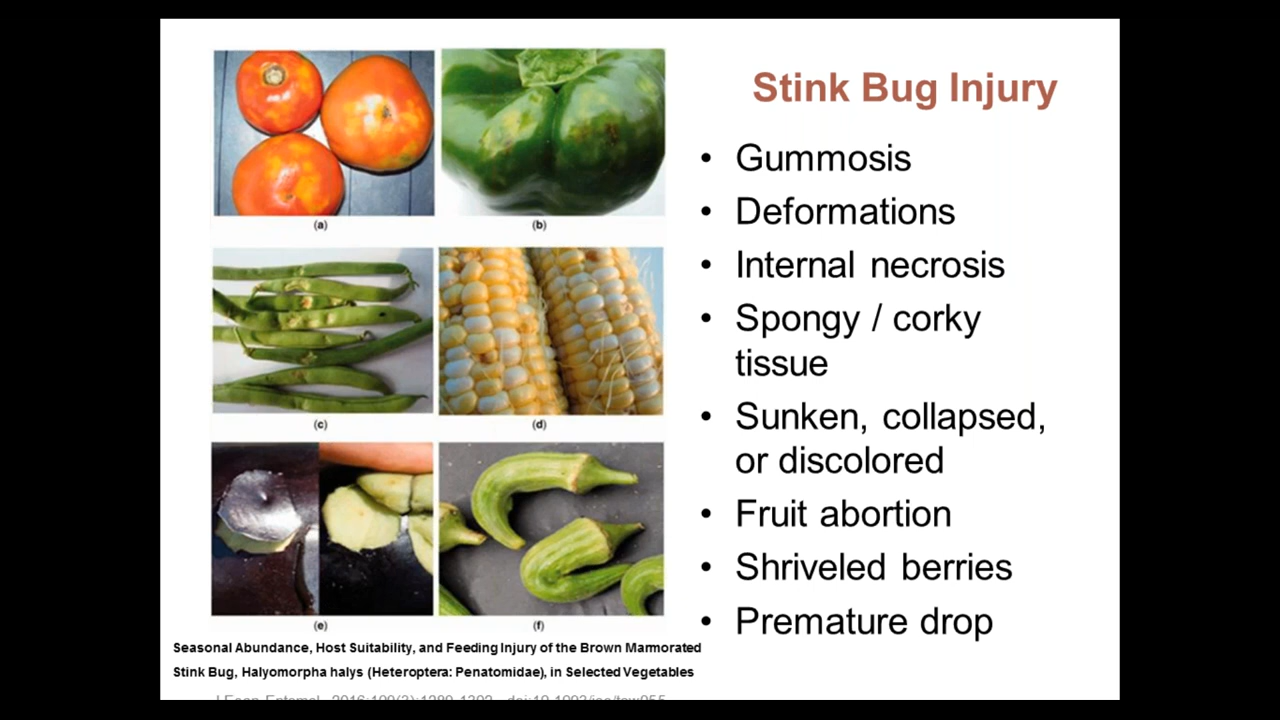 Stink Bug Injury
• Gummosis
• Deformations
• Internal necrosis
• Spongy / corky
tissue
• Sunken, collapsed,
or discolored
• Fruit abortion
• Shriveled berries
• Premature drop
(a)
(b)
(c)
(d)
(e)
(f)
Seasonal Abundance, Host Suitability, and Feeding Injury of the Brown Marmorated
Stink Bug, Halyomorpha halys (Heteroptera: Penatomidae), in Selected Vegetables